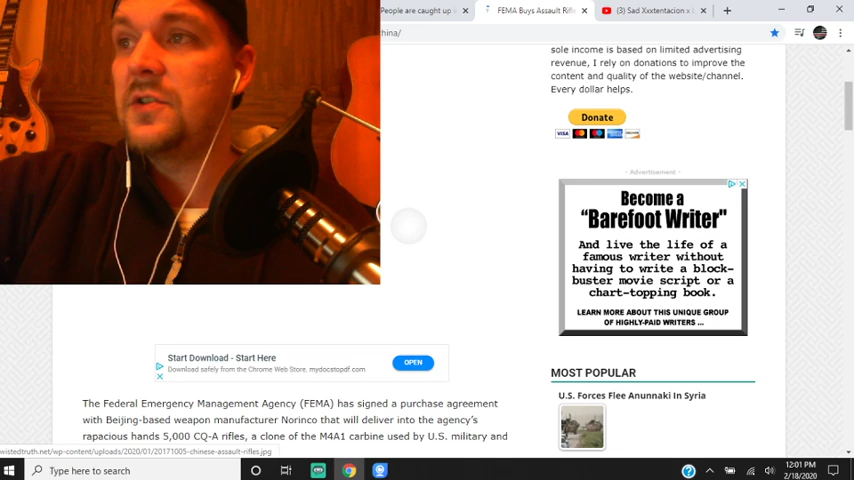 People are caught up i
FEMA Buys Assault Rifl
(3) Sad Xxxtentacion x
hina/
sole income is based on limited advertising
revenue, I rely on donations to improve the
content and quality of the website/channel.
Every dollar helps.
Donate
VISA
- Advertisement -
Become a
"Barefoot Writer"
And live the life of a
famous writer without
having to write a block-
buster movie script or a
chart-topping book.
LEARN MORE ABOUT THIS UNIQUE GROUP
OF HIGHLY-PAID WRITERS ...
Start Download - Start Here
Download safely from the Chrome Web Store. mydocstopdf.com
OPEN
MOST POPULAR
U.S. Forces Flee Anunnaki In Syria
The Federal Emergency Management Agency (FEMA) has signed a purchase agreement
with Beijing-based weapon manufacturer Norinco that will deliver into the agency's
rapacious hands 5,000 CQ-A rifles, a clone of the M4A1 carbine used by U.S. military and
wistedtruth.net/wp-content/uploads/2020/01/20171005-chinese-assault-rifles.jpg
Type here to search
12:01 PM
2/18/2020